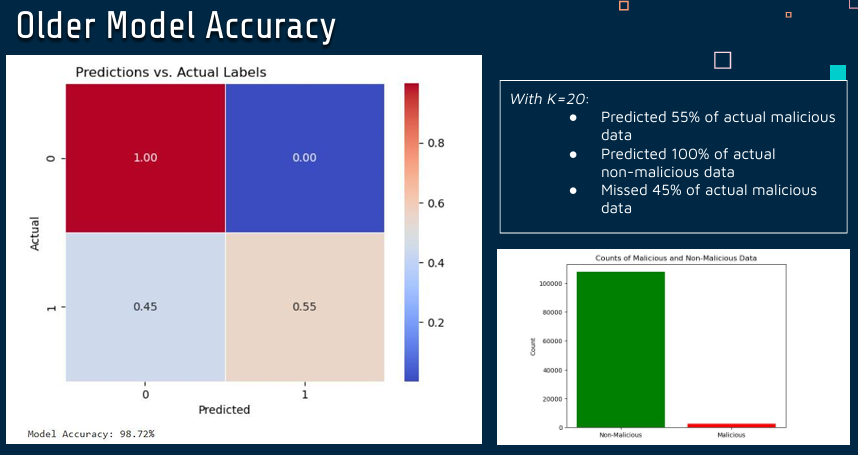 Older Model Accuracy
Predictions vs. Actual Labels
0
1.00
0.00
Actual
1
0.45
0.55
0
1
Predicted
0.8
0.6
0.4
0.2
Model Accuracy: 98.72%
With K=20:
● Predicted 55% of actual malicious
data
● Predicted 100% of actual
non-malicious data
● Missed 45% of actual malicious
data
Counts of Malicious and Non-Malicious Data
100000
80000
60000
40000
20000
0
Count
Non-Malicious
Malicious